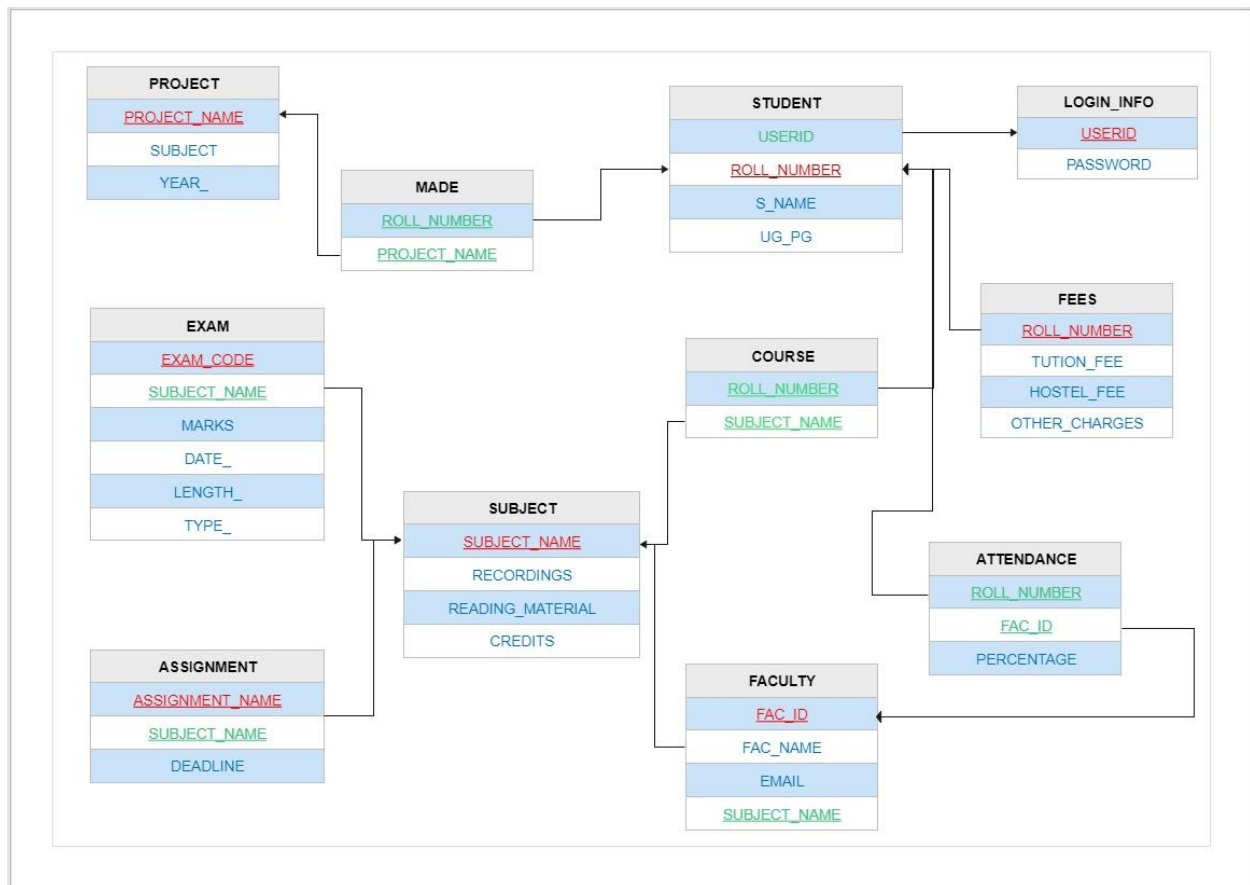 PROJECT
PROJECT_NAME
SUBJECT
YEAR_
MADE
ROLL_NUMBER
PROJECT_NAME
STUDENT
USERID
ROLL_NUMBER
S_NAME
UG_PG
LOGIN_INFO
USERID
PASSWORD
EXAM
EXAM_CODE
SUBJECT_NAME
MARKS
DATE_
LENGTH_
TYPE_
COURSE
ROLL_NUMBER
SUBJECT_NAME
FEES
ROLL_NUMBER
TUTION_FEE
HOSTEL_FEE
OTHER_CHARGES
SUBJECT
SUBJECT_NAME
RECORDINGS
READING_MATERIAL
CREDITS
ATTENDANCE
ROLL_NUMBER
FAC_ID
PERCENTAGE
ASSIGNMENT
ASSIGNMENT_NAME
SUBJECT_NAME
DEADLINE
FACULTY
FAC_ID
FAC_NAME
EMAIL
SUBJECT_NAME